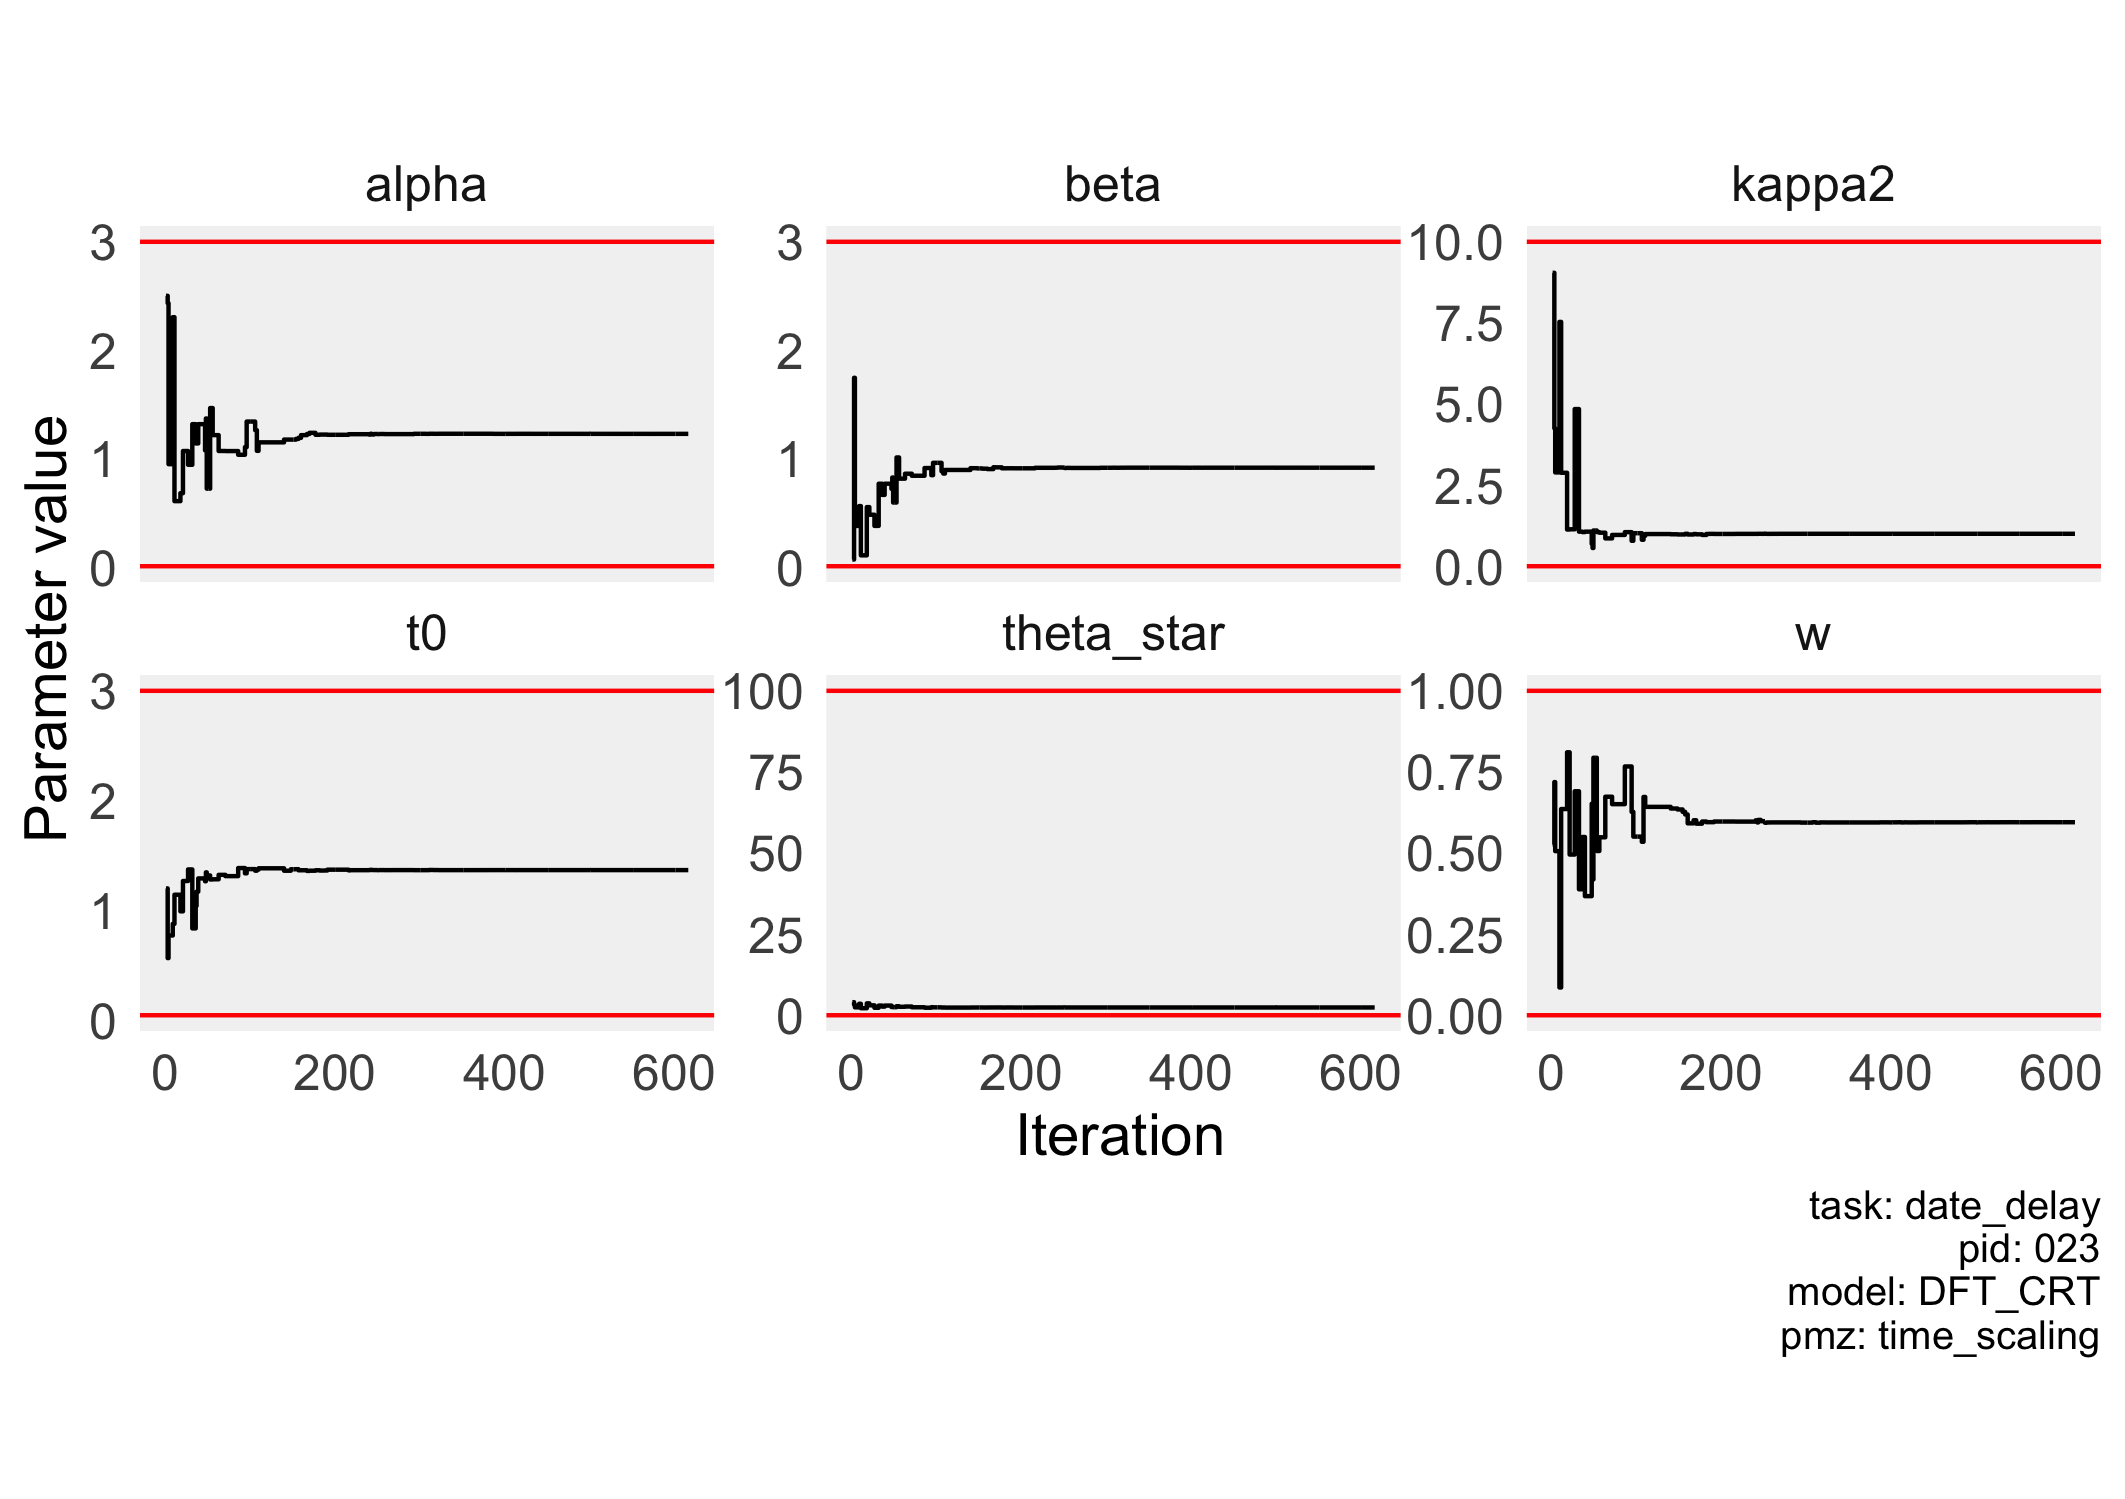 alpha
beta
kappa2
3
2
1
0
3
2
1
0
10.0
7.5
5.0
2.5
0.0
t0
theta_star
w
3
2
1
0
100
75
50
25
0
1.00
0.75
0.50
0.25
0.00
0 200 400 600
0 200 400 600
0 200 400 600
Parameter value
Iteration
task: date_delay
pid: 023
model: DFT_CRT
pmz: time_scaling